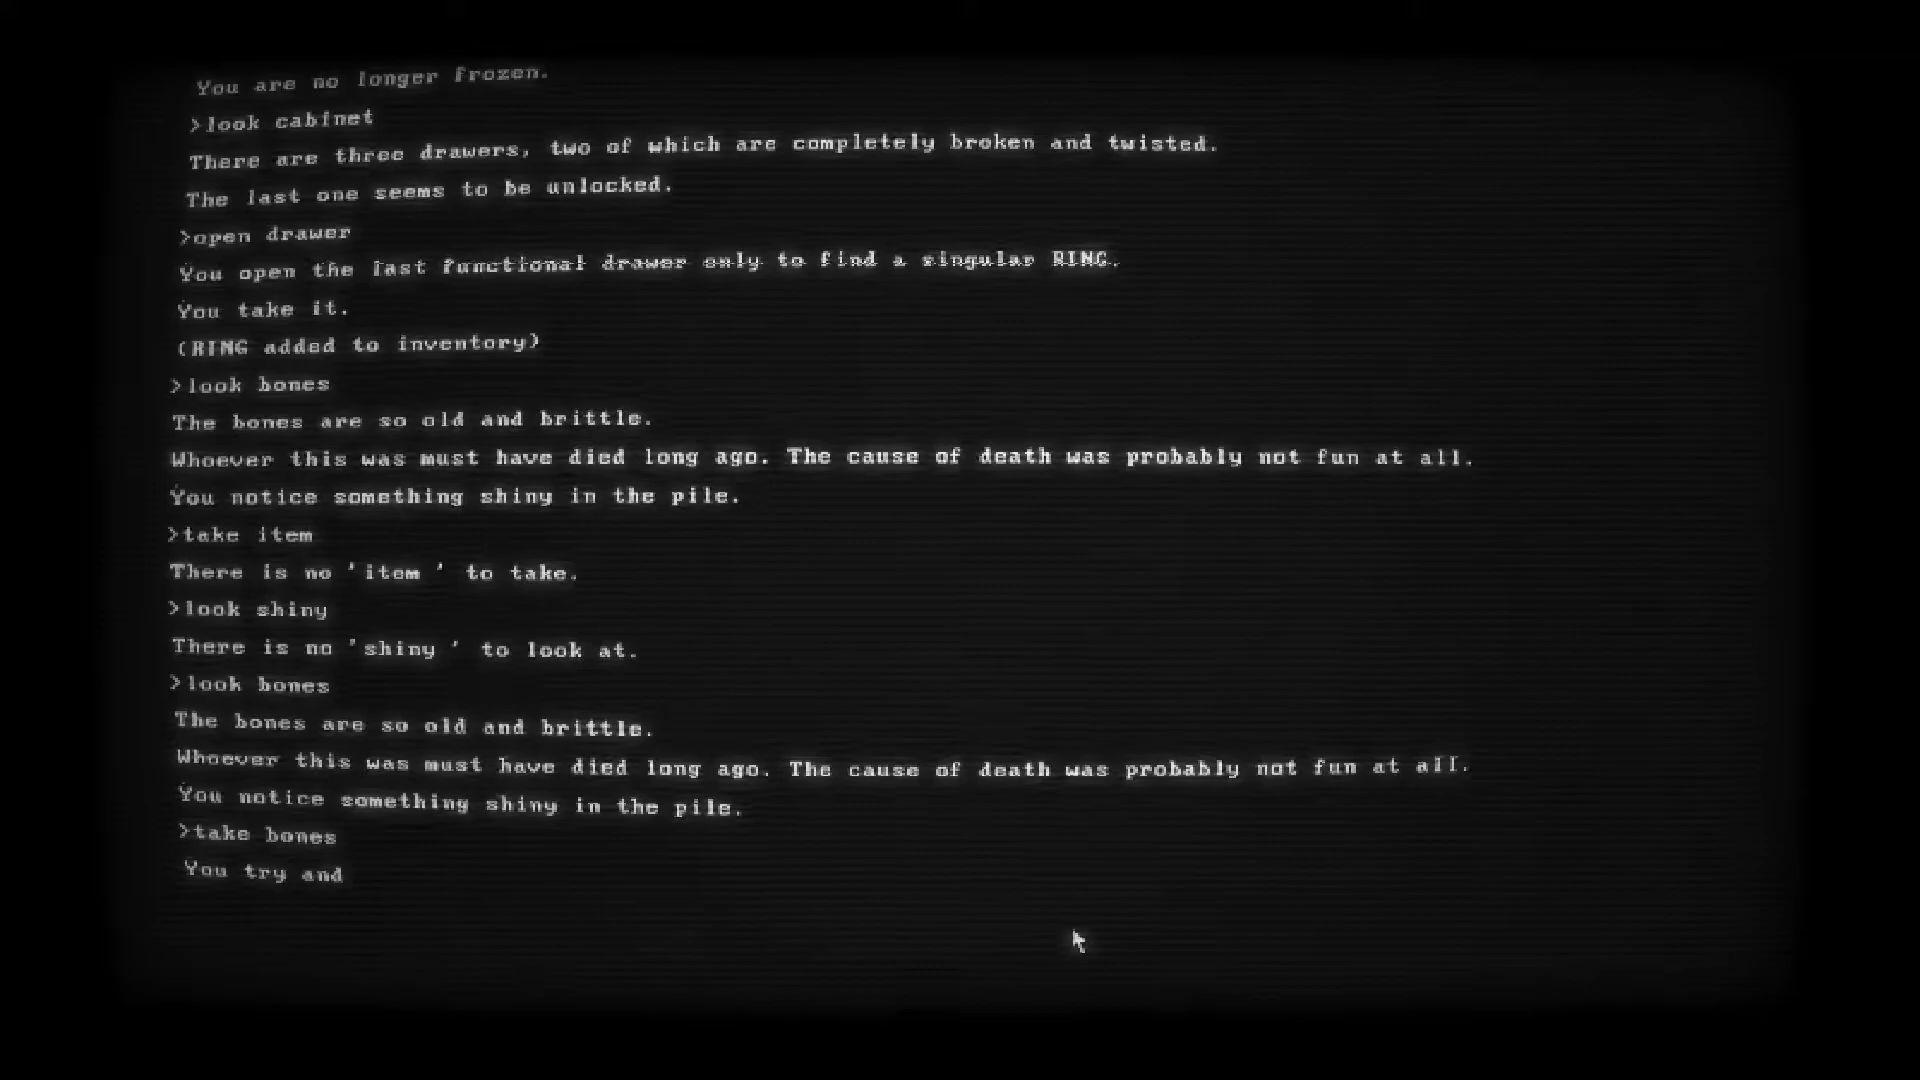 You are no longer frozen.
>look cabinet
There are three drawers, two of which are completely broken and twisted.
The last one seems to be unlocked.
>open drawer
You open the last functional drawer only to find a singular RING.
You take it.
(RING added to inventory)
>look bones
The bones are so old and brittle.
Whoever this was must have died long ago. The cause of death was probably not fun at all.
You notice something shiny in the pile.
>take item
There is no 'item ' to take.
>look shiny
There is no 'shiny ' to look at.
>look bones
The bones are so old and brittle.
Whoever this was must have died long ago. The cause of death was probably not fun at all.
You notice something shiny in the pile.
>take bones
You try and